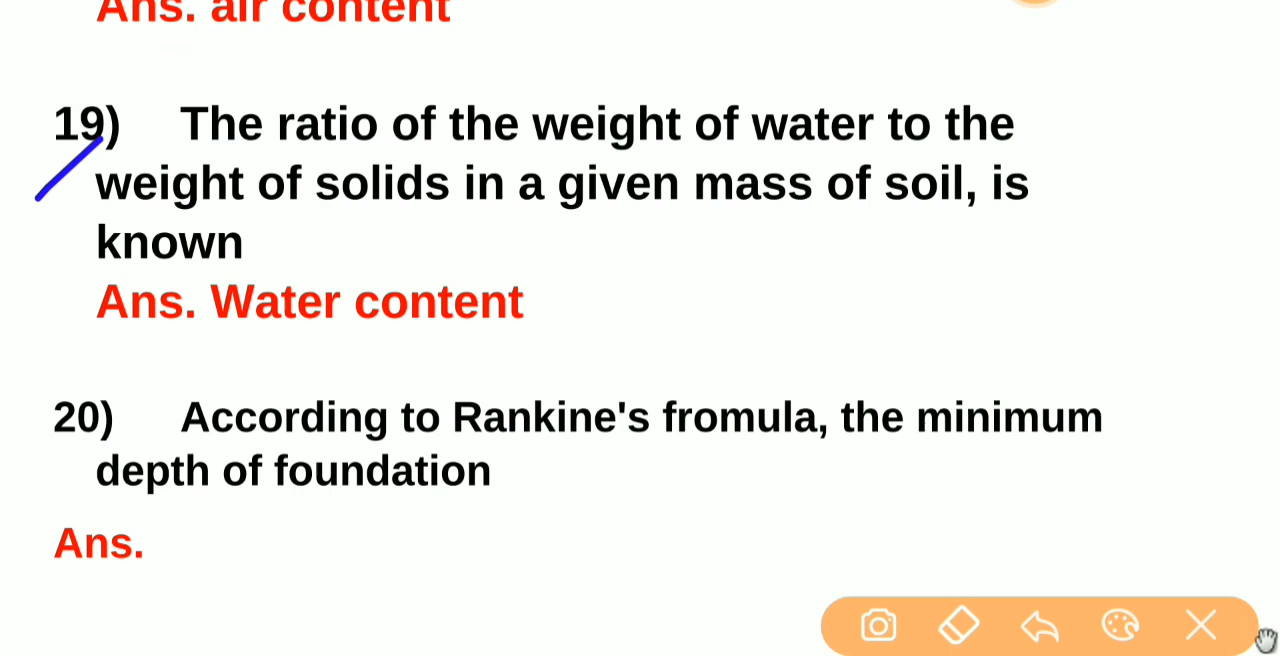 Ans. air content
19) The ratio of the weight of water to the
weight of solids in a given mass of soil, is
known
Ans. Water content
20) According to Rankine's fromula, the minimum
depth of foundation
Ans.